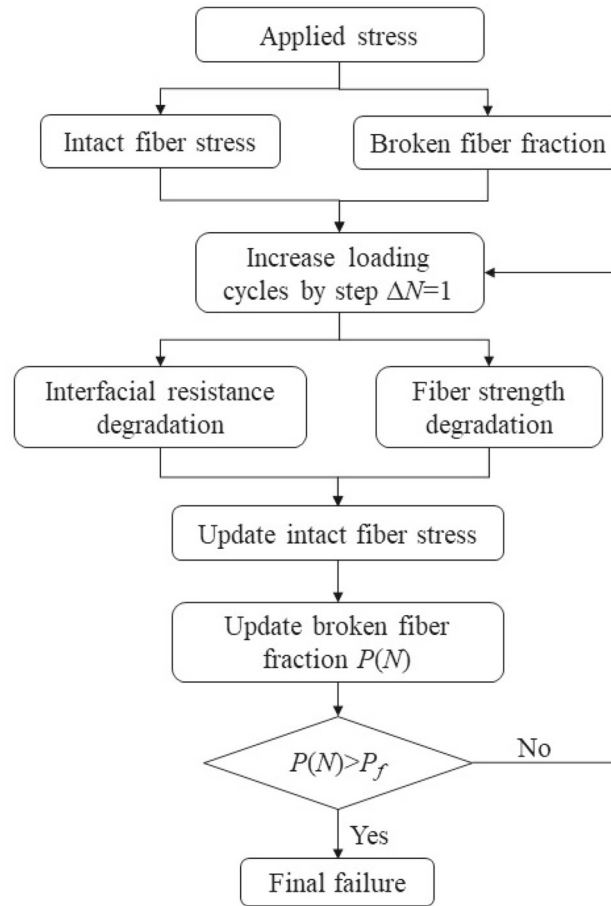 Applied stress
Intact fiber stress
Broken fiber fraction
Increase loading
cycles by step ΔN=1
Interfacial resistance
degradation
Fiber strength
degradation
Update intact fiber stress
Update broken fiber
fraction P(N)
P(N)>P_f
No
Yes
Final failure